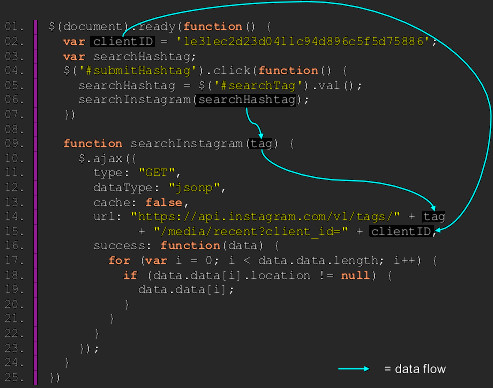 01. $(document).ready(function() {
02. var clientID = '1e31ec2d23d0411c94d896c5f5d75886';
03. var searchHashtag;
04. $('#submitHashtag').click(function() {
05. searchHashtag = $('#searchTag').val();
06. searchInstagram(searchHashtag);
07. })
08.
09. function searchInstagram(tag) {
10. $.ajax({
11. type: "GET",
12. dataType: "jsonp",
13. cache: false,
14. url: "https://api.instagram.com/v1/tags/" + tag
15. + "/media/recent?client_id=" + clientID,
16. success: function(data) {
17. for (var i = 0; i < data.data.length; i++) {
18. if (data.data[i].location != null) {
19. data.data[i];
20. }
21. }
22. }
23. });
24. }
25. })
= data flow